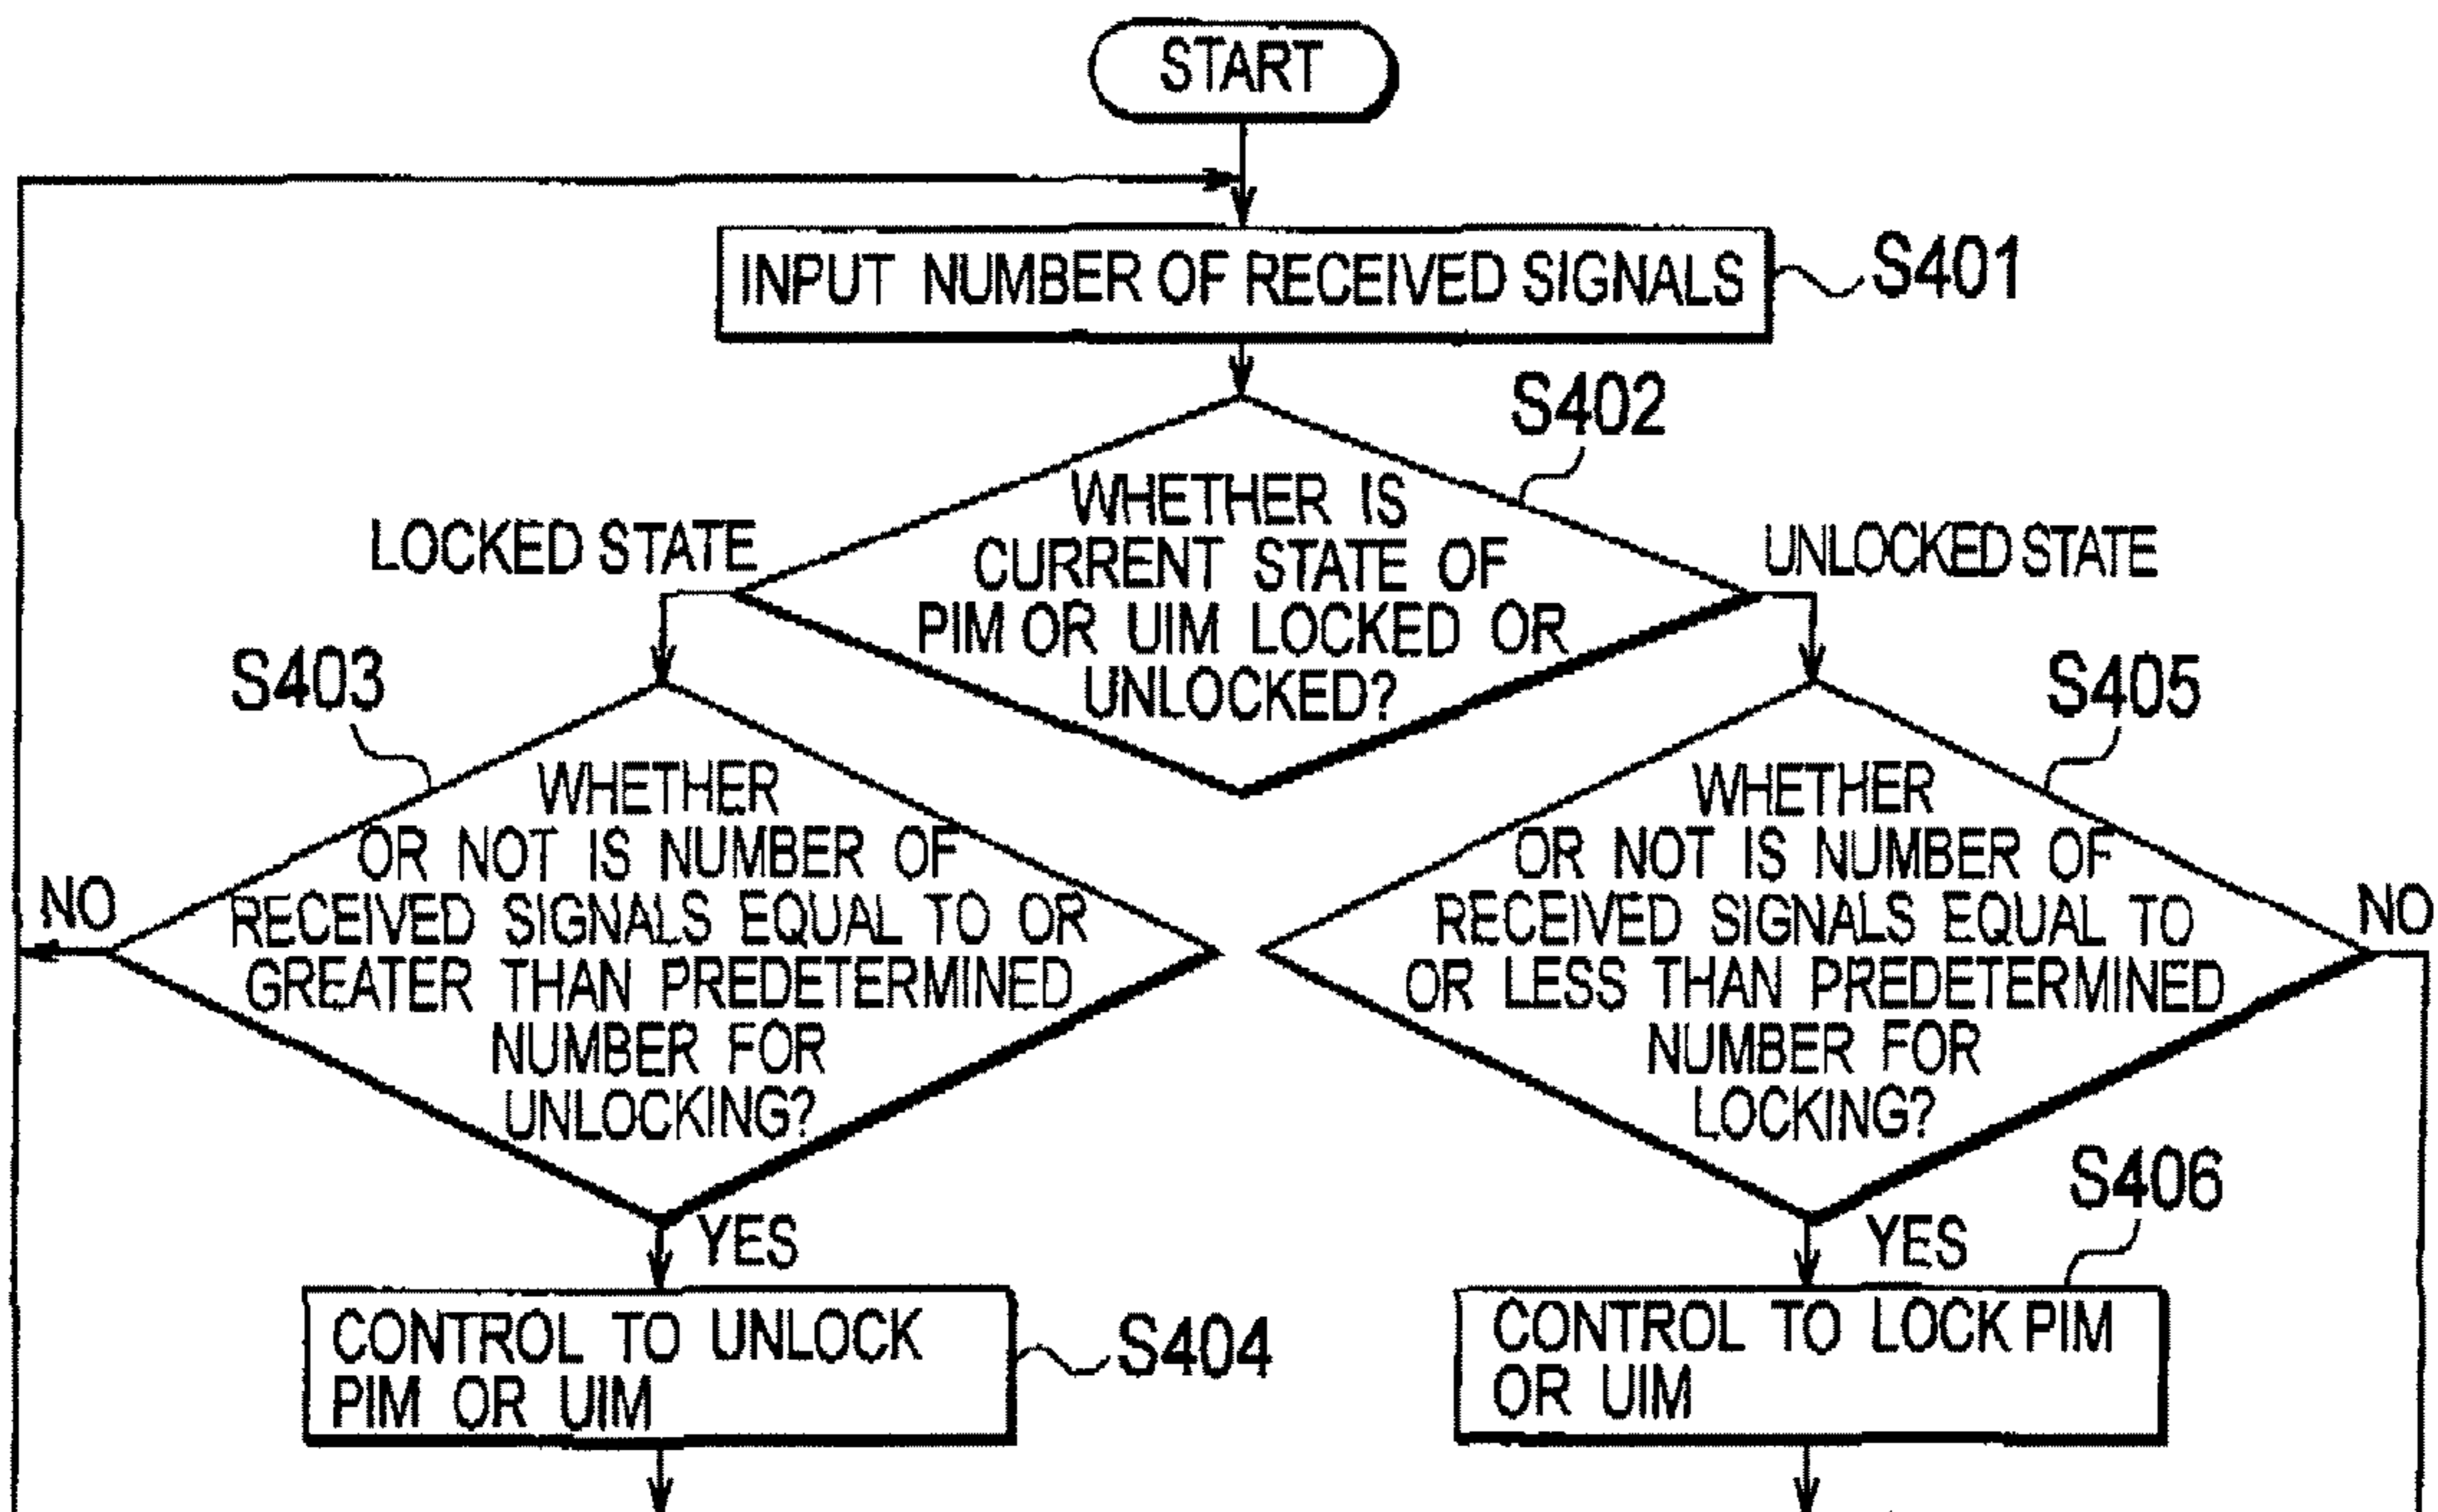 START
INPUT NUMBER OF RECEIVED SIGNALS
S401
S402
WHETHER IS
CURRENT STATE OF
PIM OR UIM LOCKED OR
UNLOCKED?
LOCKED STATE
UNLOCKED STATE
S403
WHETHER
OR NOT IS NUMBER OF
RECEIVED SIGNALS EQUAL TO OR
GREATER THAN PREDETERMINED
NUMBER FOR
UNLOCKING?
NO
YES
S405
WHETHER
OR NOT IS NUMBER OF
RECEIVED SIGNALS EQUAL TO
OR LESS THAN PREDETERMINED
NUMBER FOR
LOCKING?
NO
YES
CONTROL TO UNLOCK
PIM OR UIM
S404
S406
CONTROL TO LOCK PIM
OR UIM